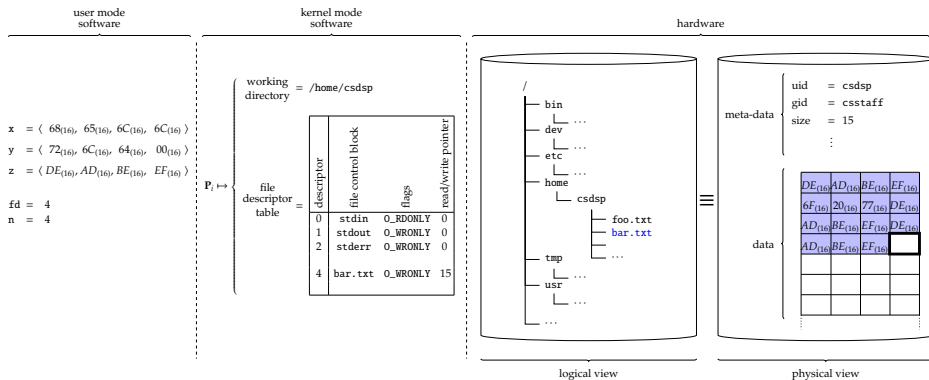 user mode
software
kernel mode
software
hardware
x = ⟨ 68(16), 65(16), 6C(16), 6C(16) ⟩
y = ⟨ 72(16), 6C(16), 64(16), 00(16) ⟩
z = ⟨ DE(16), AD(16), BE(16), EF(16) ⟩
fd = 4
n = 4
Pi ↦
working
directory = /home/csdsp
file
descriptor
table
=
descriptor file control block flags read/write pointer
0 stdin O_RDONLY 0
1 stdout O_WRONLY 0
2 stderr O_WRONLY 0
4 bar.txt O_WRONLY 15
/
bin
...
dev
...
etc
...
home
csdsp
foo.txt
bar.txt
...
tmp
...
usr
...
...
logical view
≡
meta-data
uid = csdsp
gid = csstaff
size = 15
⋮
data
DE(16) AD(16) BE(16) EF(16)
6F(16) 20(16) 77(16) DE(16)
AD(16) BE(16) EF(16) DE(16)
AD(16) BE(16) EF(16)
physical view